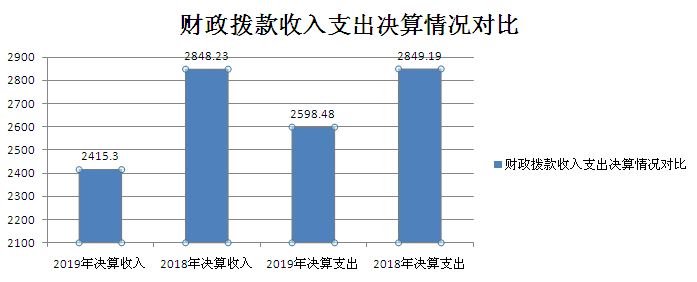 财政拨款收入支出决算情况对比
2900
2800
2700
2600
2500
2400
2300
2200
2100
2415.3
2848.23
2598.48
2849.19
2019年决算收入
2018年决算收入
2019年决算支出
2018年决算支出
财政拨款收入支出决算情况对比